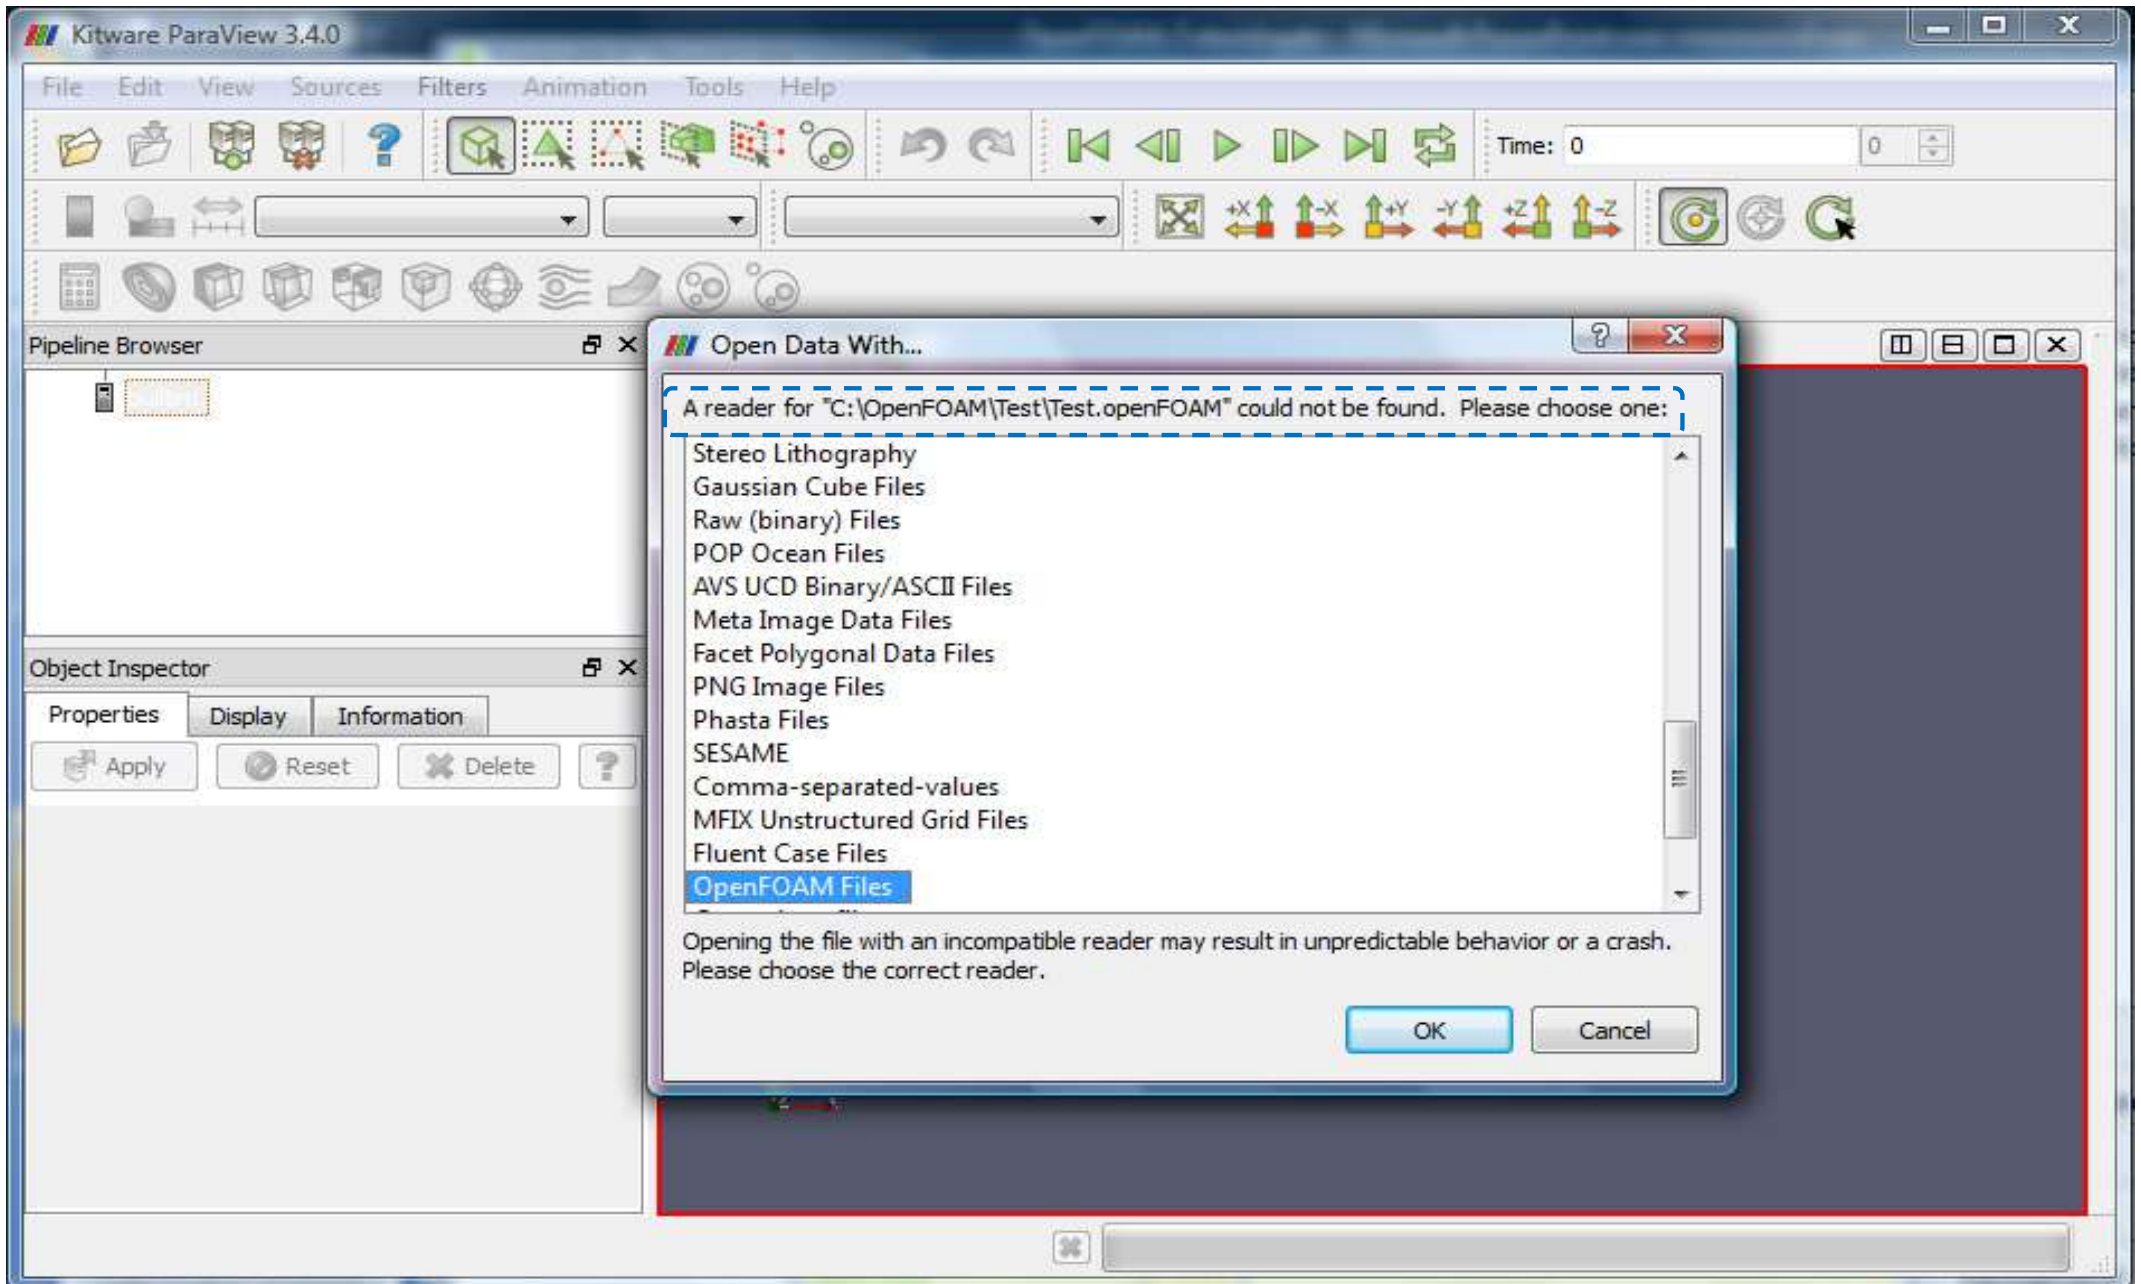 Kitware ParaView 3.4.0
File Edit View Sources Filters Animation Tools Help
Time: 0 0
+X -X +Y -Y +Z -Z
Pipeline Browser
Open Data With...
A reader for "C:\OpenFOAM\Test\Test.openFOAM" could not be found. Please choose one:
Stereo Lithography
Gaussian Cube Files
Raw (binary) Files
POP Ocean Files
AVS UCD Binary/ASCII Files
Meta Image Data Files
Facet Polygonal Data Files
PNG Image Files
Phasta Files
SESAME
Comma-separated-values
MFIX Unstructured Grid Files
Fluent Case Files
OpenFOAM Files
Opening the file with an incompatible reader may result in unpredictable behavior or a crash.
Please choose the correct reader.
OK Cancel
Object Inspector
Properties Display Information
Apply Reset Delete ?